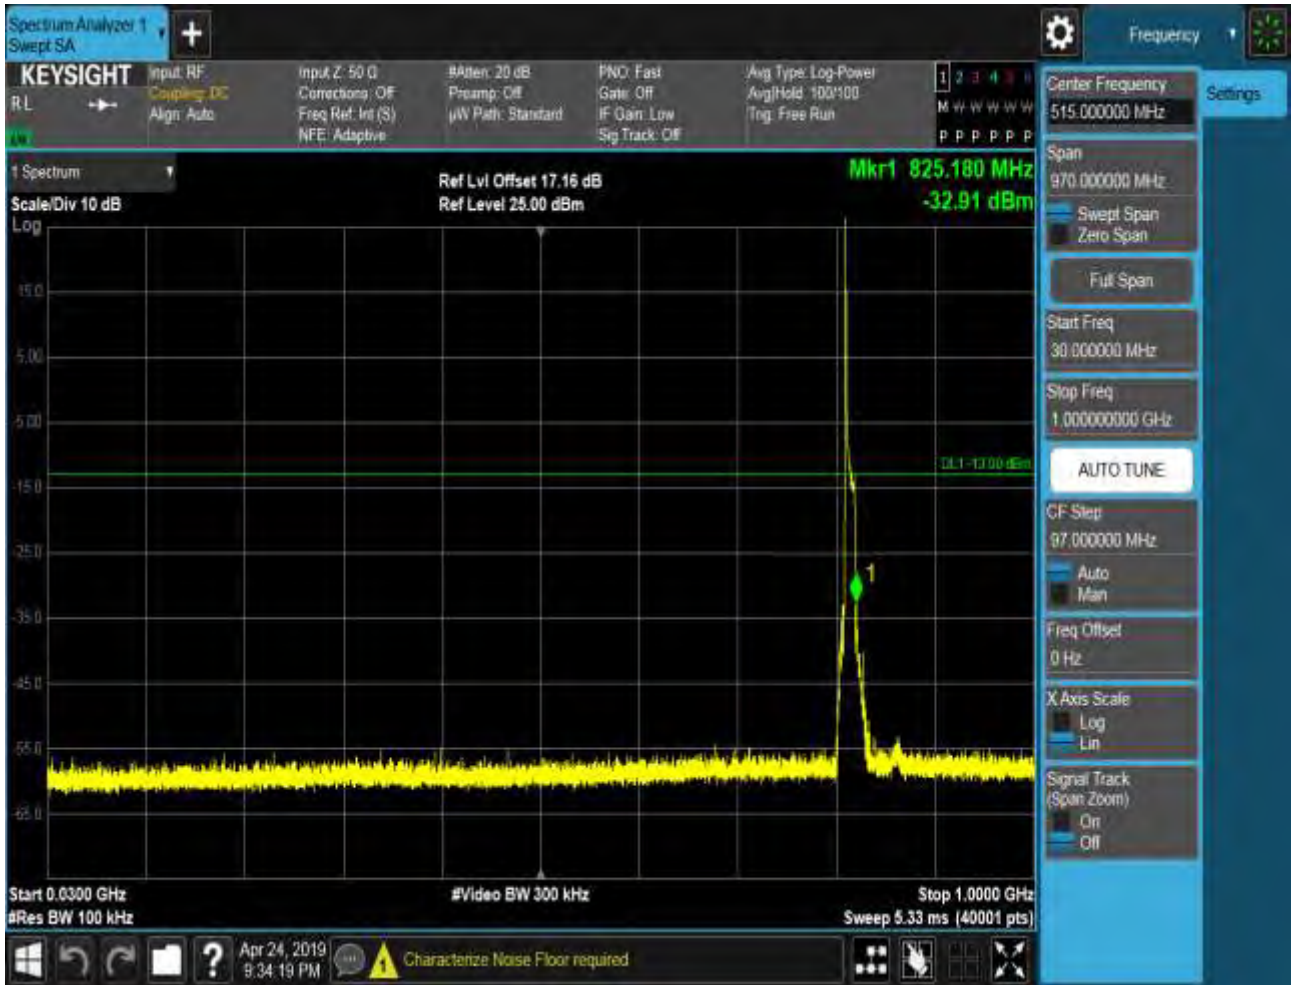 Spectrum Analyzer 1
Swept SA
Frequency
KEYSIGHT
RL
Input: RF
Coupling: DC
Align: Auto
Input Z: 50 Ω
Corrections: Off
Freq Ref: Int (S)
NFE: Adaptive
#Atten: 20 dB
Preamp: Off
µW Path: Standard
PNO: Fast
Gate: Off
IF Gain: Low
Sig Track: Off
Avg Type: Log-Power
Avg|Hold: 100/100
Trig: Free Run
1 2 3 4 5 6
M W W W W W
P P P P P P
1 Spectrum
Scale/Div 10 dB
Log
Ref Lvl Offset 17.16 dB
Ref Level 25.00 dBm
Mkr1 825.180 MHz
-32.91 dBm
15.0
5.00
-5.00
DL1 -13.00 dBm
-15.0
-25.0
1
-35.0
-45.0
-55.0
-65.0
Start 0.0300 GHz
#Res BW 100 kHz
#Video BW 300 kHz
Stop 1.0000 GHz
Sweep 5.33 ms (40001 pts)
Center Frequency
515.000000 MHz
Settings
Span
970.000000 MHz
Swept Span
Zero Span
Full Span
Start Freq
30.000000 MHz
Stop Freq
1.000000000 GHz
AUTO TUNE
CF Step
97.000000 MHz
Auto
Man
Freq Offset
0 Hz
X Axis Scale
Log
Lin
Signal Track
(Span Zoom)
On
Off
?
Apr 24, 2019
9:34:19 PM
1
Characterize Noise Floor required